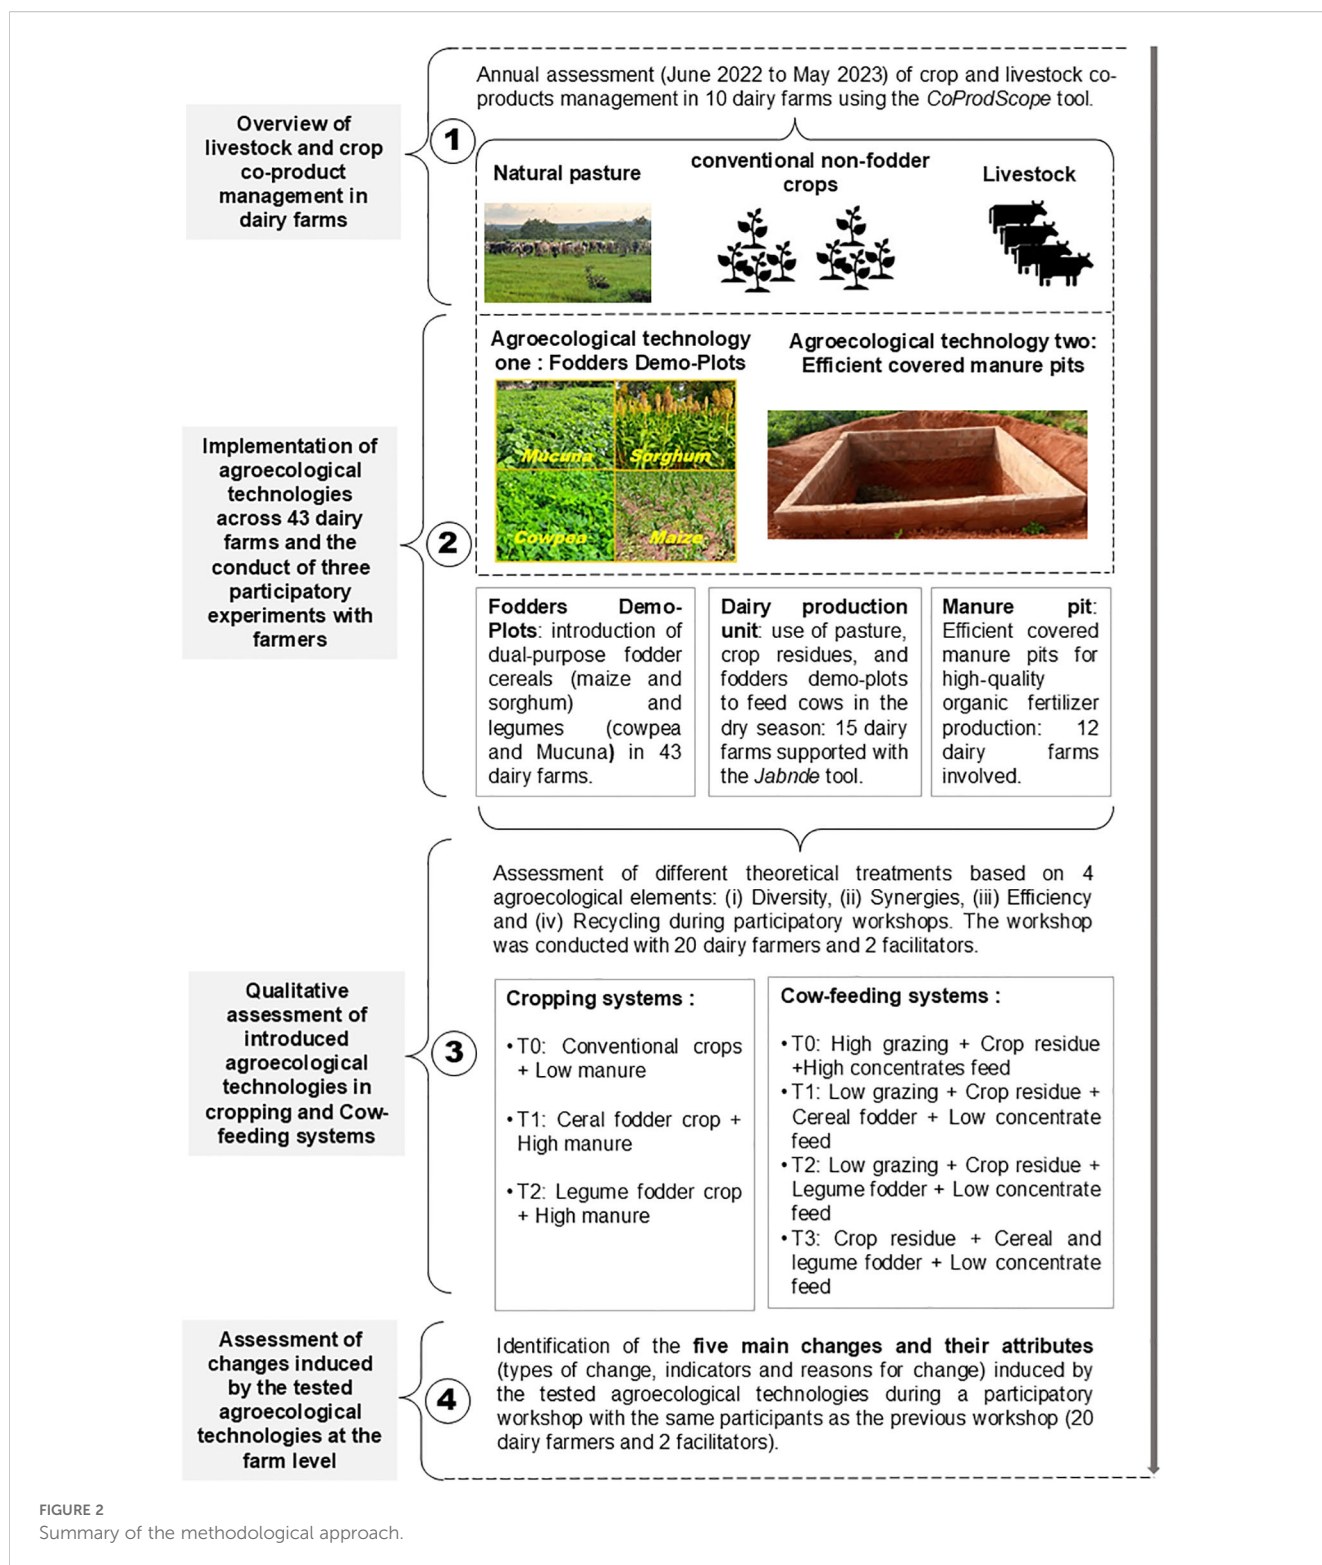 Overview of
livestock and crop
co-product
management in
dairy farms
1
Annual assessment (June 2022 to May 2023) of crop and livestock co-
products management in 10 dairy farms using the CoProdScope tool.
Natural pasture
conventional non-fodder
crops
Livestock
Implementation of
agroecological
technologies
across 43 dairy
farms and the
conduct of three
participatory
experiments with
farmers
2
Agroecological technology
one : Fodders Demo-Plots
Mucuna
Sorghum
Cowpea
Maize
Agroecological technology two:
Efficient covered manure pits
Fodders Demo-
Plots: introduction of
dual-purpose fodder
cereals (maize and
sorghum) and
legumes (cowpea
and Mucuna) in 43
dairy farms.
Dairy production
unit: use of pasture,
crop residues, and
fodders demo-plots
to feed cows in the
dry season: 15 dairy
farms supported with
the Jabnde tool.
Manure pit:
Efficient covered
manure pits for
high-quality
organic fertilizer
production: 12
dairy farms
involved.
Qualitative
assessment of
introduced
agroecological
technologies in
cropping and Cow-
feeding systems
3
Assessment of different theoretical treatments based on 4
agroecological elements: (i) Diversity, (ii) Synergies, (iii) Efficiency
and (iv) Recycling during participatory workshops. The workshop
was conducted with 20 dairy farmers and 2 facilitators.
Cropping systems :
• T0: Conventional crops
+ Low manure
• T1: Ceral fodder crop +
High manure
• T2: Legume fodder crop
+ High manure
Cow-feeding systems :
• T0: High grazing + Crop residue
+High concentrates feed
• T1: Low grazing + Crop residue +
Cereal fodder + Low concentrate
feed
• T2: Low grazing + Crop residue +
Legume fodder + Low concentrate
feed
• T3: Crop residue + Cereal and
legume fodder + Low concentrate
feed
Assessment of
changes induced
by the tested
agroecological
technologies at the
farm level
4
Identification of the five main changes and their attributes
(types of change, indicators and reasons for change) induced by
the tested agroecological technologies during a participatory
workshop with the same participants as the previous workshop (20
dairy farmers and 2 facilitators).
FIGURE 2
Summary of the methodological approach.